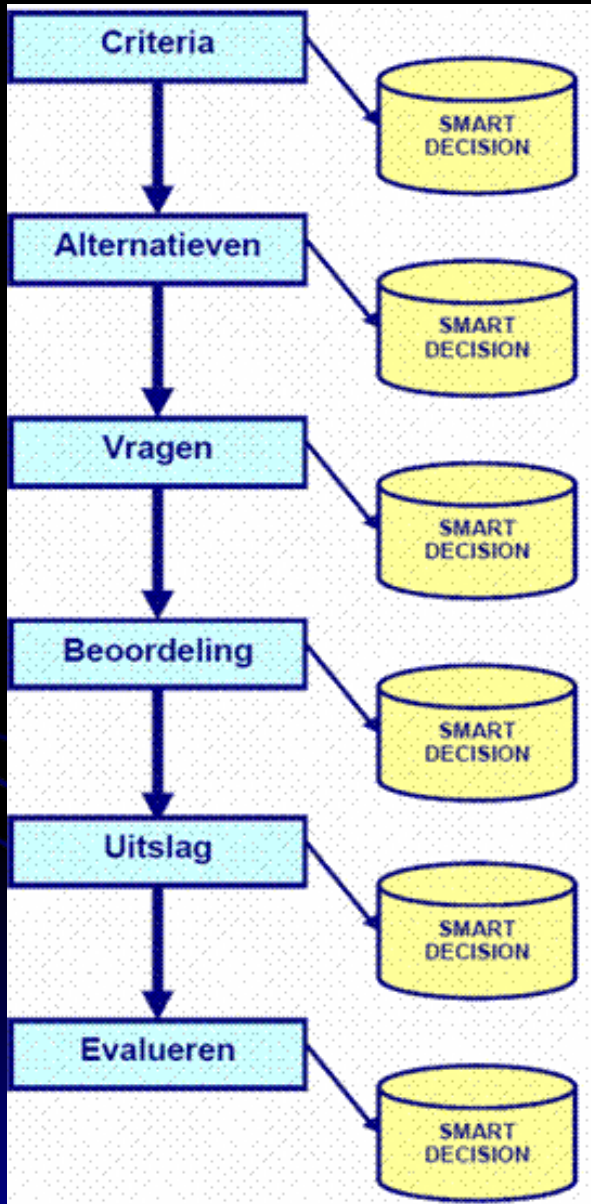 Criteria
SMART
DECISION
Alternatieven
SMART
DECISION
Vragen
SMART
DECISION
Beoordeling
SMART
DECISION
Uitslag
SMART
DECISION
Evalueren
SMART
DECISION